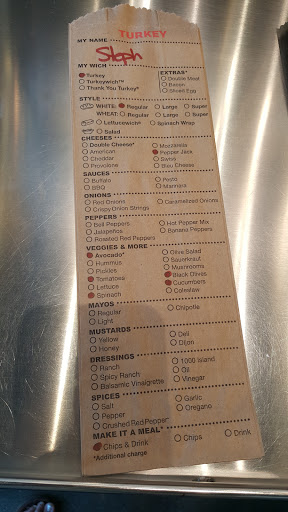 TURKEY
MY NAME
Steph
MY WICH
Turkey
Turkeywich™
Thank You Turkey®
EXTRAS*
Double Meat
Bacon
Sliced Egg
STYLE
WHITE: Regular Large Super
WHEAT: Regular Large Super
Lettucewich® Spinach Wrap
Salad
CHEESES
Double Cheese* Mozzarella
American Pepper Jack
Cheddar Swiss
Provolone Bleu Cheese
SAUCES
Buffalo Pesto
BBQ Marinara
ONIONS
Red Onions Caramelized Onions
Crispy Onion Strings
PEPPERS
Bell Peppers Hot Pepper Mix
Jalapeños Banana Peppers
Roasted Red Peppers
VEGGIES & MORE
Avocado* Olive Salad
Hummus Sauerkraut
Pickles Mushrooms
Tomatoes Black Olives
Lettuce Cucumbers
Spinach Coleslaw
MAYOS
Regular Chipotle
Light
MUSTARDS
Yellow Deli
Honey Dijon
DRESSINGS
Ranch 1000 Island
Spicy Ranch Oil
Balsamic Vinaigrette Vinegar
SPICES
Salt Garlic
Pepper Oregano
Crushed Red Pepper
MAKE IT A MEAL*
Chips & Drink Chips Drink
*Additional charge